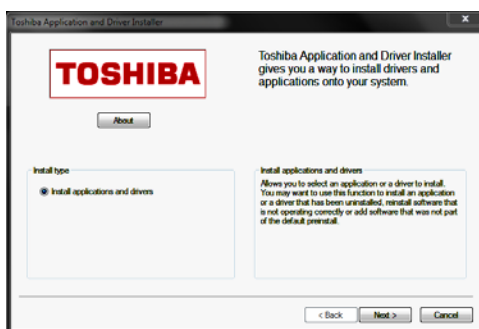 Toshiba Application and Driver Installer
x
TOSHIBA
Toshiba Application and Driver Installer
gives you a way to install drivers and
applications onto your system.
About
Install type
Install applications and drivers
Install applications and drivers
Allows you to select an application or a driver to install.
You may want to use this function to install an application
or a driver that has been uninstalled, reinstall software that
is not operating correctly or add software that was not part
of the default preinstall.
< Back
Next >
Cancel